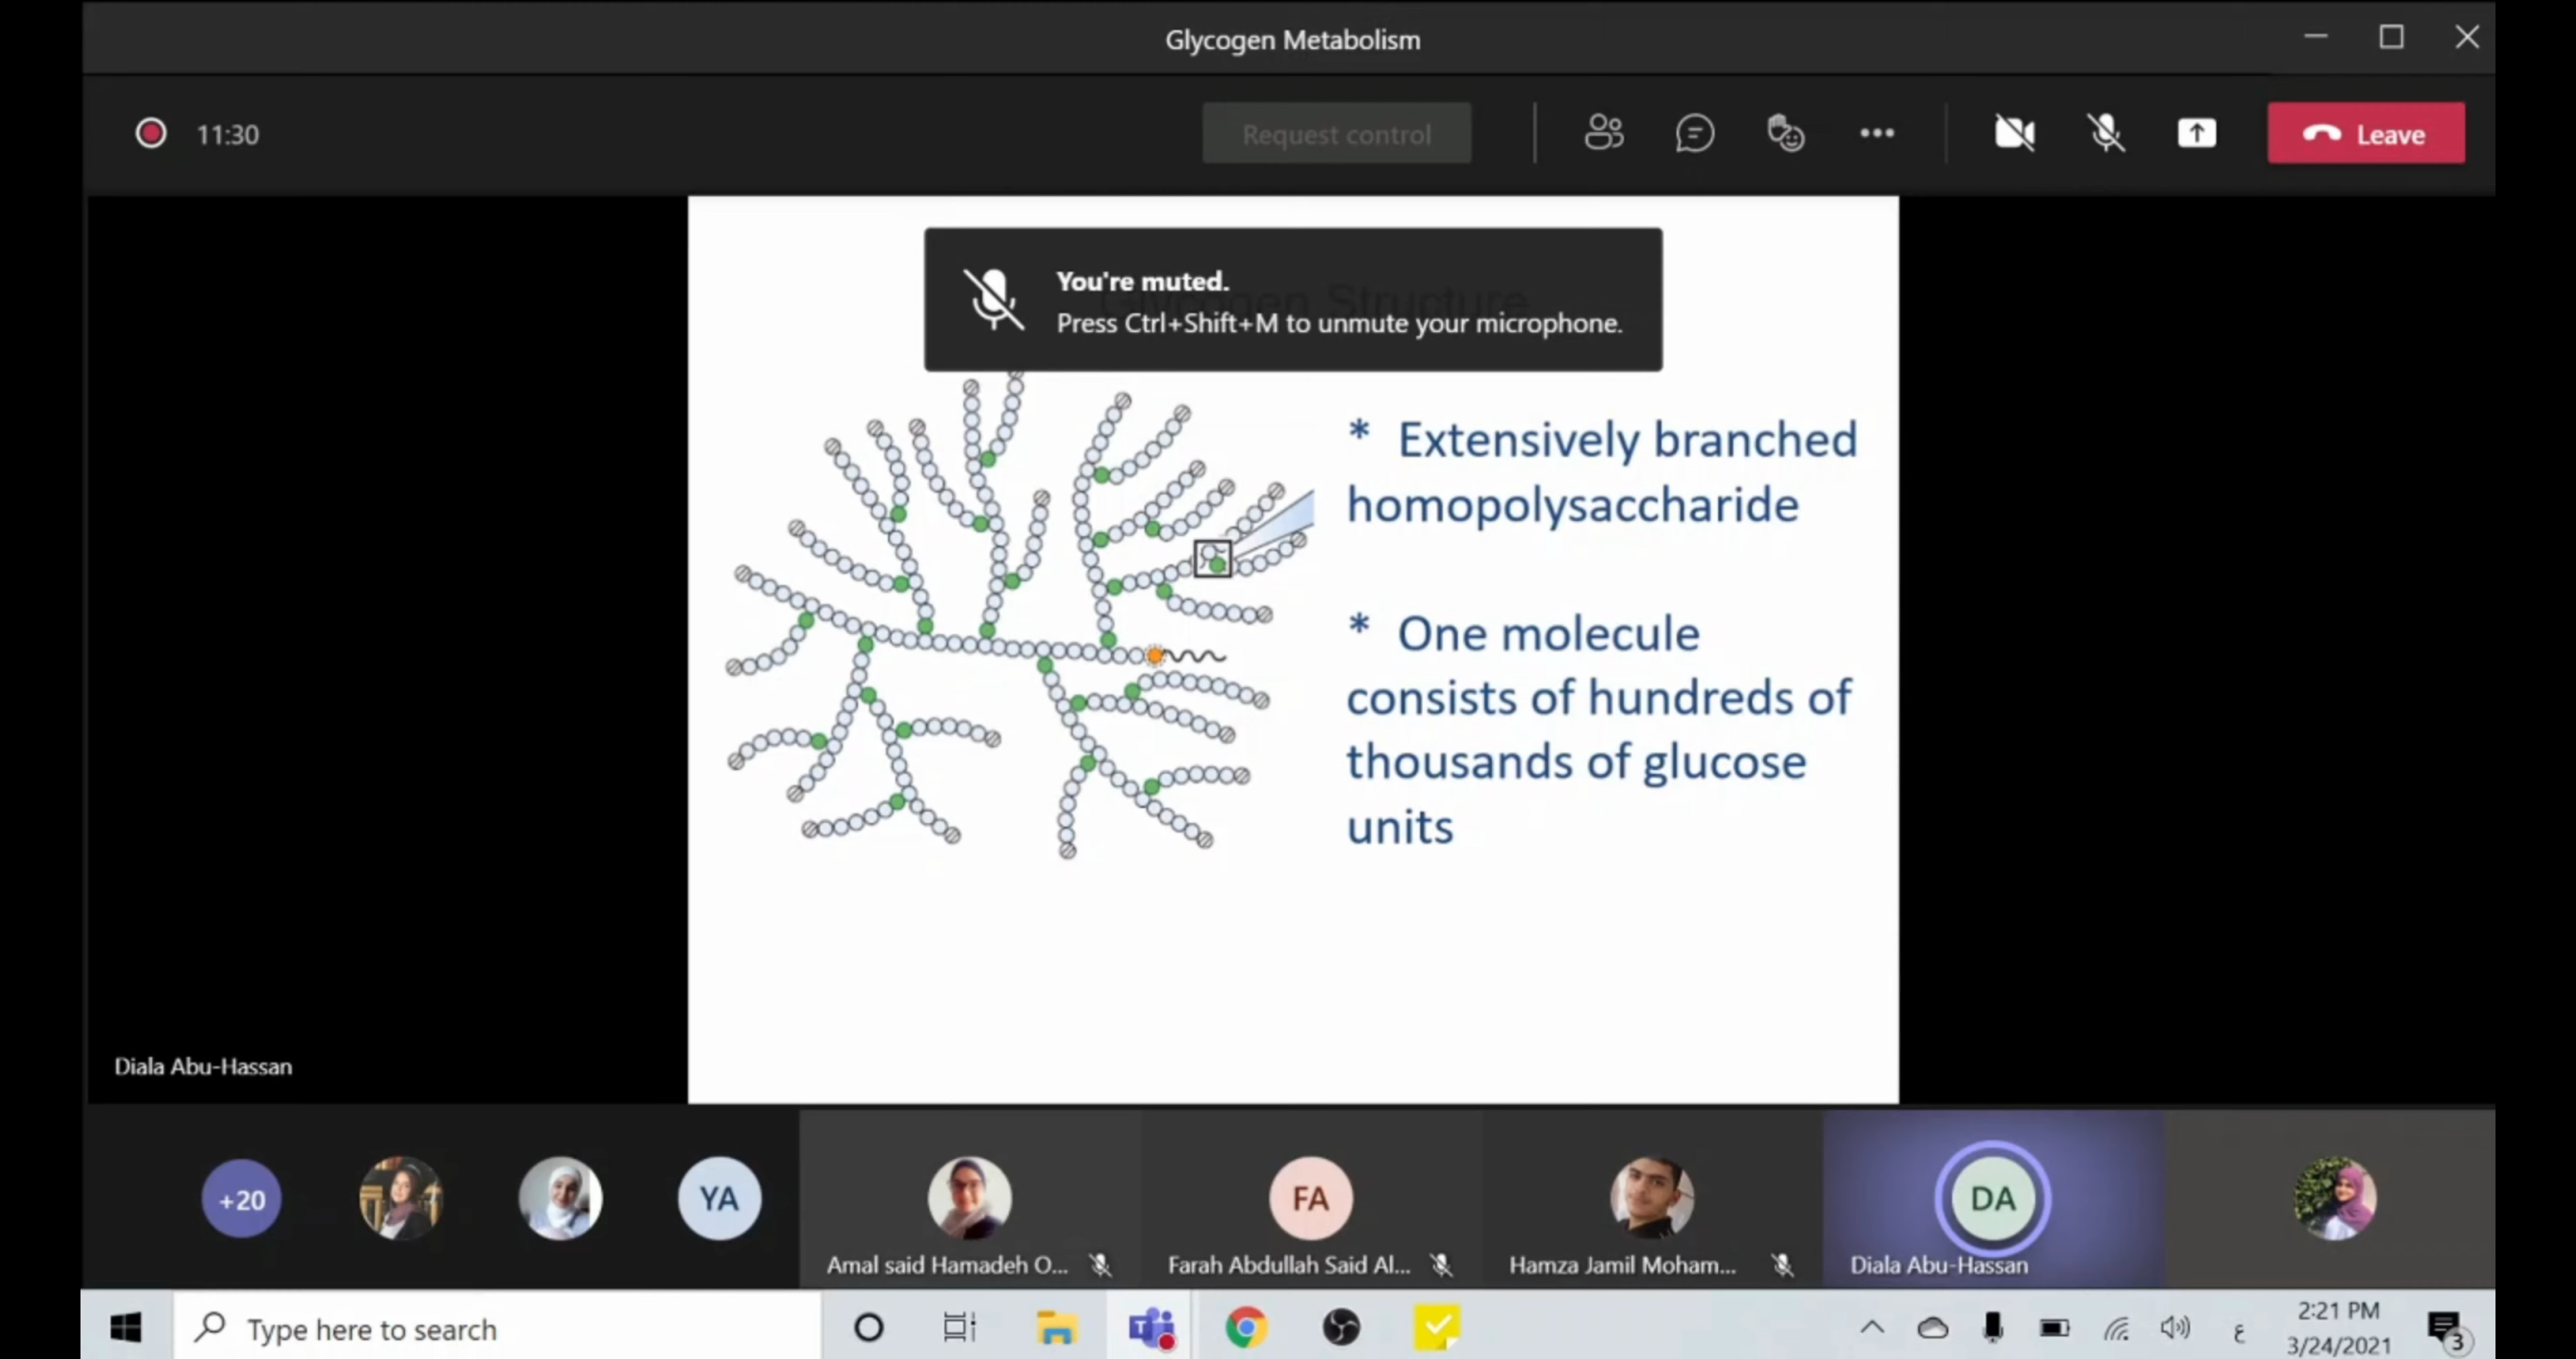 Glycogen Metabolism
11:30
Request control
Leave
Glycogen Structure
You're muted.
Press Ctrl+Shift+M to unmute your microphone.
* Extensively branched
homopolysaccharide
* One molecule
consists of hundreds of
thousands of glucose
units
Diala Abu-Hassan
+20
YA
FA
DA
Amal said Hamadeh O...
Farah Abdullah Said Al...
Hamza Jamil Moham...
Diala Abu-Hassan
Type here to search
ع
2:21 PM
3/24/2021
3